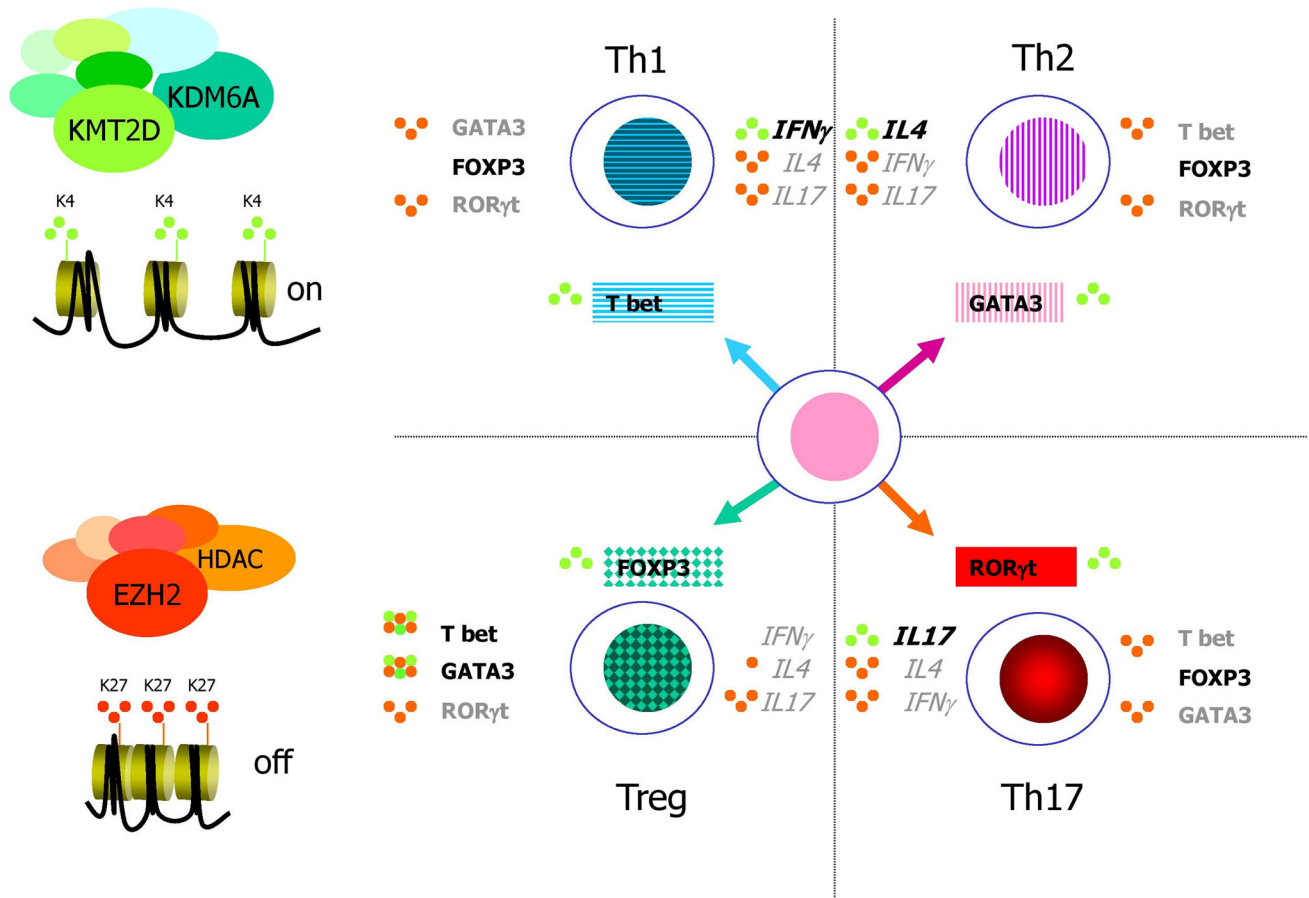 KDM6A
KMT2D
K4 K4 K4
on
EZH2
HDAC
K27 K27 K27
off
Th1
GATA3
FOXP3
RORγt
IFNγ
IL4
IL17
T bet
Th2
IL4
IFNγ
IL17
T bet
FOXP3
RORγt
GATA3
FOXP3
T bet
GATA3
RORγt
IFNγ
IL4
IL17
Treg
RORγt
IL17
IL4
IFNγ
T bet
FOXP3
GATA3
Th17